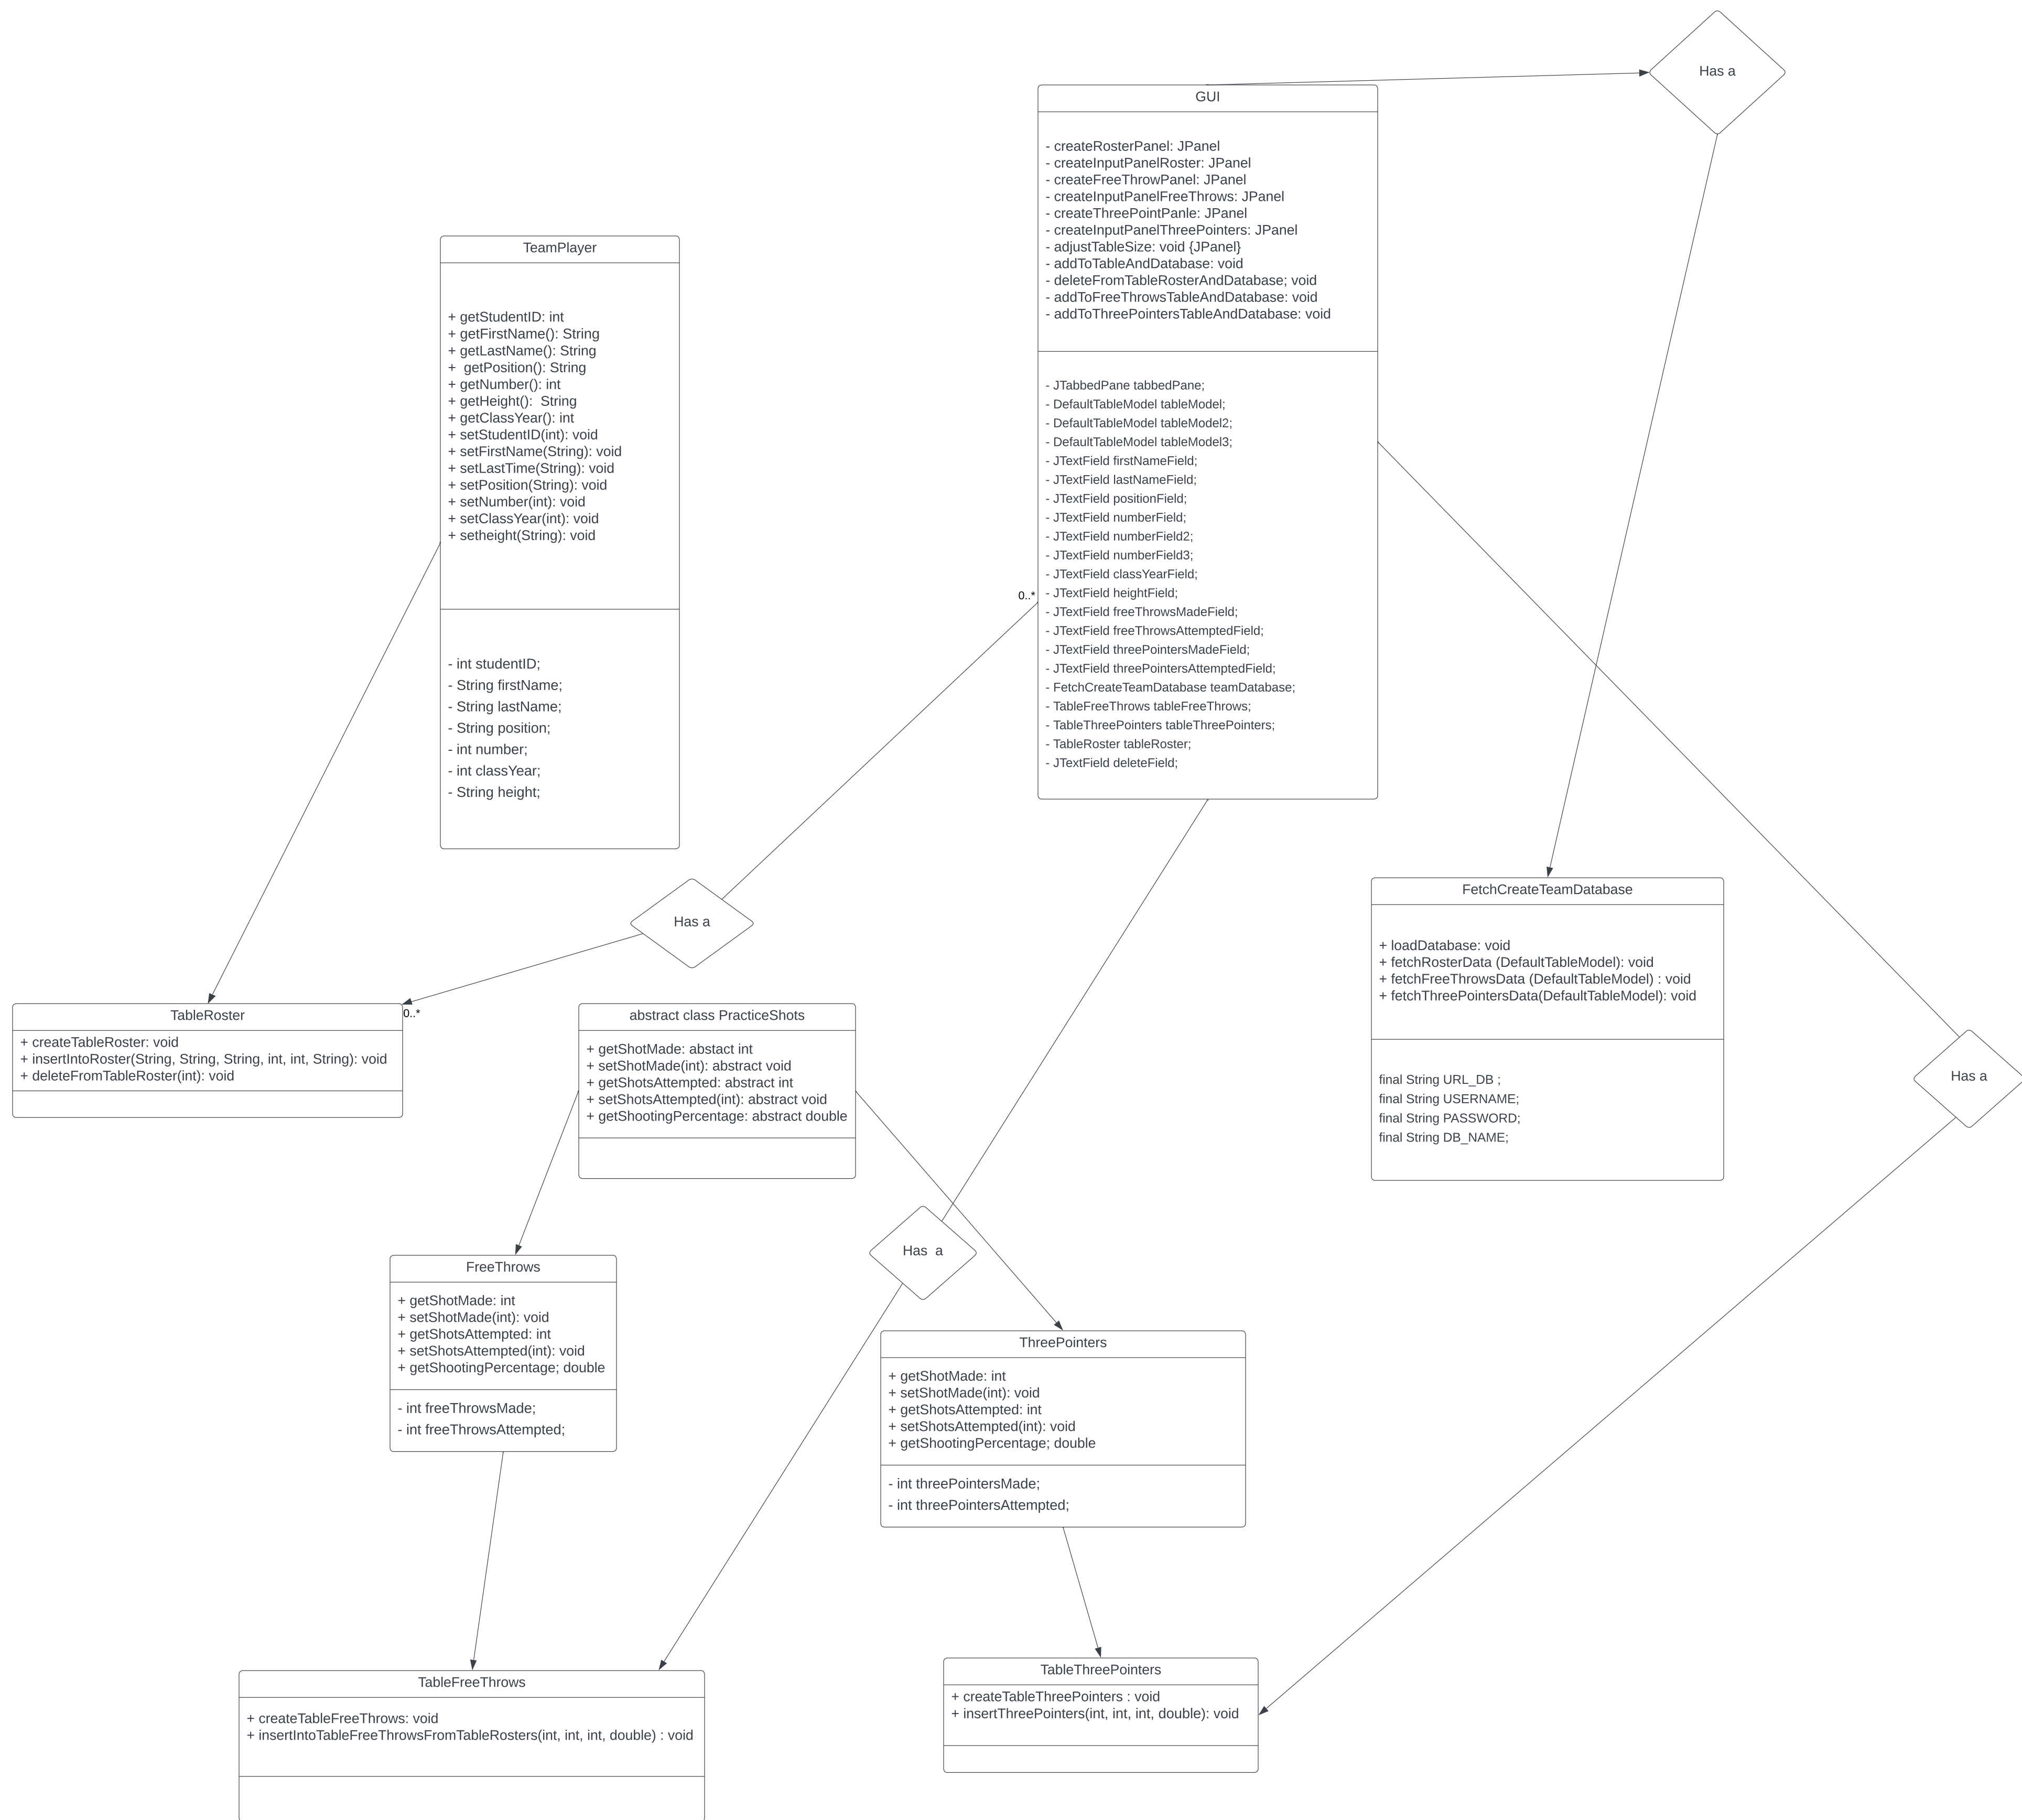 Has a
GUI
- createRosterPanel: JPanel
- createInputPanelRoster: JPanel
- createFreeThrowPanel: JPanel
- createInputPanelFreeThrows: JPanel
- createThreePointPanle: JPanel
- createInputPanelThreePointers: JPanel
- adjustTableSize: void {JPanel}
- addToTableAndDatabase: void
- deleteFromTableRosterAndDatabase; void
- addToFreeThrowsTableAndDatabase: void
- addToThreePointersTableAndDatabase: void
- JTabbedPane tabbedPane;
- DefaultTableModel tableModel;
- DefaultTableModel tableModel2;
- DefaultTableModel tableModel3;
- JTextField firstNameField;
- JTextField lastNameField;
- JTextField positionField;
- JTextField numberField;
- JTextField numberField2;
- JTextField numberField3;
- JTextField classYearField;
- JTextField heightField;
- JTextField freeThrowsMadeField;
- JTextField freeThrowsAttemptedField;
- JTextField threePointersMadeField;
- JTextField threePointersAttemptedField;
- FetchCreateTeamDatabase teamDatabase;
- TableFreeThrows tableFreeThrows;
- TableThreePointers tableThreePointers;
- TableRoster tableRoster;
- JTextField deleteField;
0..*
TeamPlayer
+ getStudentID: int
+ getFirstName(): String
+ getLastName(): String
+  getPosition(): String
+ getNumber(): int
+ getHeight():  String
+ getClassYear(): int
+ setStudentID(int): void
+ setFirstName(String): void
+ setLastTime(String): void
+ setPosition(String): void
+ setNumber(int): void
+ setClassYear(int): void
+ setheight(String): void
- int studentID;
- String firstName;
- String lastName;
- String position;
- int number;
- int classYear;
- String height;
Has a
FetchCreateTeamDatabase
+ loadDatabase: void
+ fetchRosterData (DefaultTableModel): void
+ fetchFreeThrowsData (DefaultTableModel) : void
+ fetchThreePointersData(DefaultTableModel): void
final String URL_DB ;
final String USERNAME;
final String PASSWORD;
final String DB_NAME;
Has a
TableRoster
0..*
+ createTableRoster: void
+ insertIntoRoster(String, String, String, int, int, String): void
+ deleteFromTableRoster(int): void
abstract class PracticeShots
+ getShotMade: abstact int
+ setShotMade(int): abstract void
+ getShotsAttempted: abstract int
+ setShotsAttempted(int): abstract void
+ getShootingPercentage: abstract double
Has  a
FreeThrows
+ getShotMade: int
+ setShotMade(int): void
+ getShotsAttempted: int
+ setShotsAttempted(int): void
+ getShootingPercentage; double
- int freeThrowsMade;
- int freeThrowsAttempted;
ThreePointers
+ getShotMade: int
+ setShotMade(int): void
+ getShotsAttempted: int
+ setShotsAttempted(int): void
+ getShootingPercentage; double
- int threePointersMade;
- int threePointersAttempted;
TableFreeThrows
+ createTableFreeThrows: void
+ insertIntoTableFreeThrowsFromTableRosters(int, int, int, double) : void
TableThreePointers
+ createTableThreePointers : void
+ insertThreePointers(int, int, int, double): void